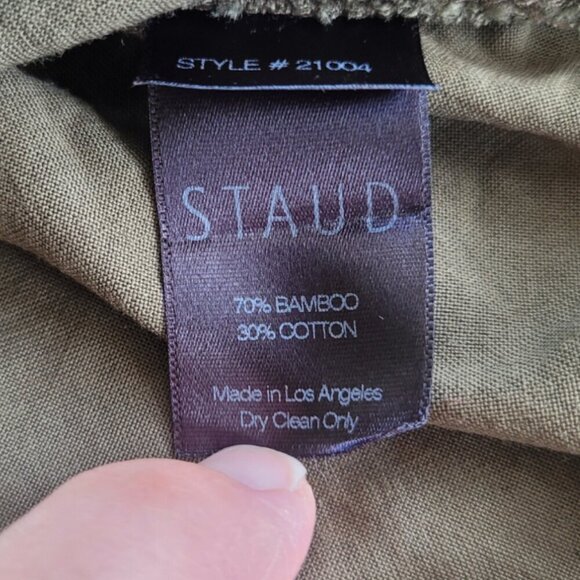 STYLE # 21004
STAUD
70% BAMBOO
30% COTTON
Made in Los Angeles
Dry Clean Only